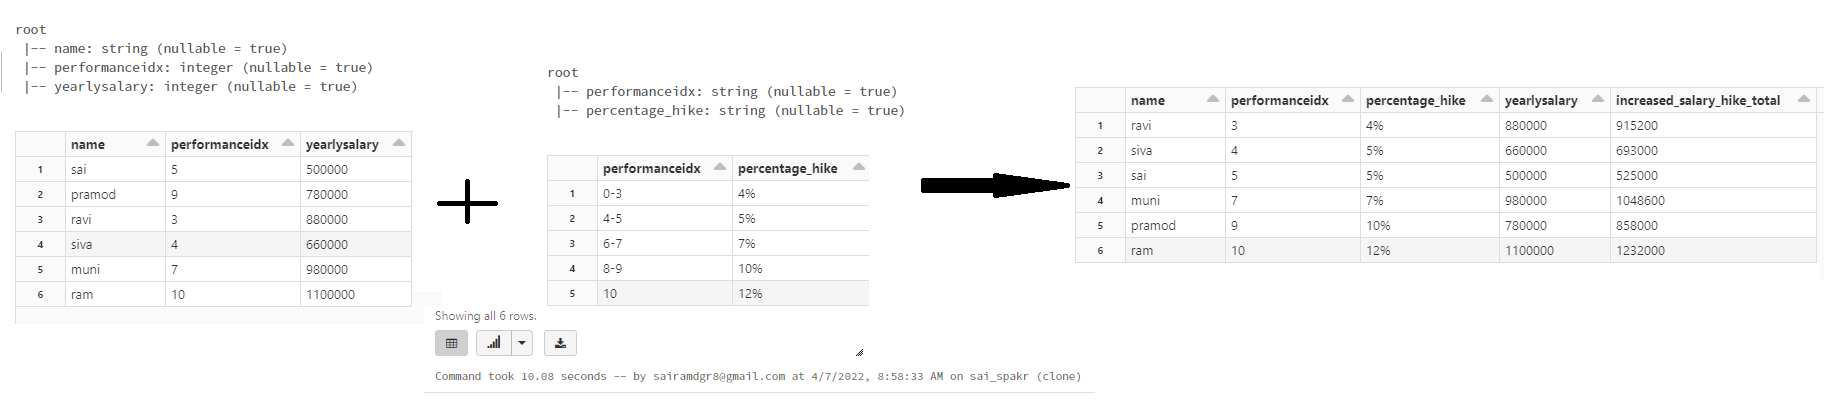 root
|-- name: string (nullable = true)
|-- performanceidx: integer (nullable = true)
|-- yearlysalary: integer (nullable = true)
name performanceidx yearlysalary
1 sai 5 500000
2 pramod 9 780000
3 ravi 3 880000
4 siva 4 660000
5 muni 7 980000
6 ram 10 1100000
root
|-- performanceidx: string (nullable = true)
|-- percentage_hike: string (nullable = true)
performanceidx percentage_hike
1 0-3 4%
2 4-5 5%
3 6-7 7%
4 8-9 10%
5 10 12%
Showing all 6 rows.
Command took 10.08 seconds -- by sairamdgr8@gmail.com at 4/7/2022, 8:58:33 AM on sai_spakr (clone)
name performanceidx percentage_hike yearlysalary increased_salary_hike_total
1 ravi 3 4% 880000 915200
2 siva 4 5% 660000 693000
3 sai 5 5% 500000 525000
4 muni 7 7% 980000 1048600
5 pramod 9 10% 780000 858000
6 ram 10 12% 1100000 1232000